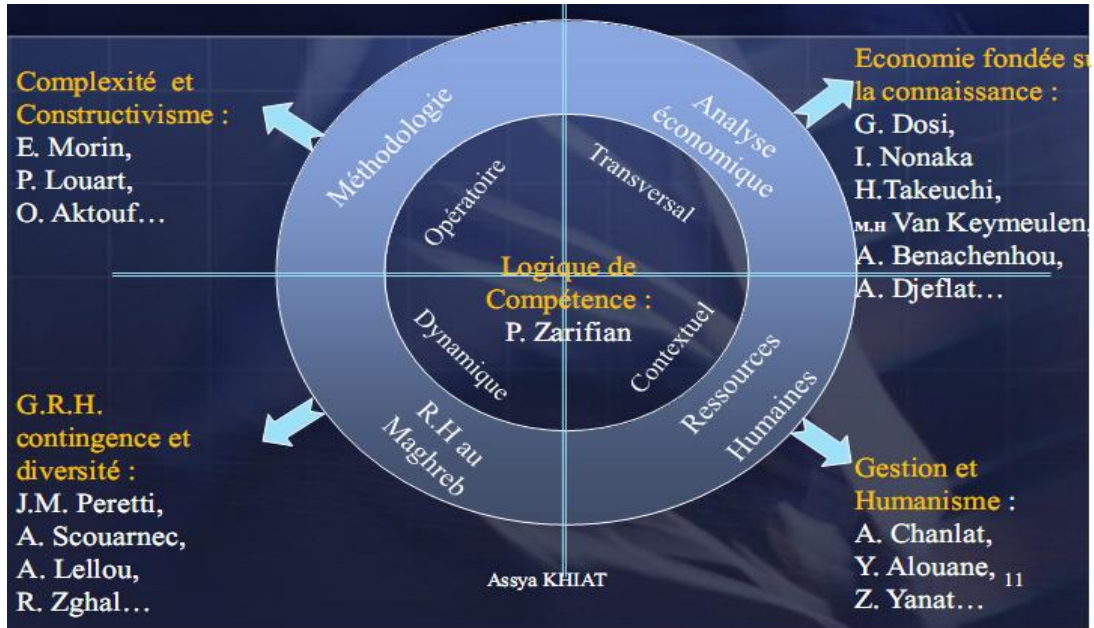 Complexité et
Constructivisme :
E. Morin,
P. Louart,
O. Aktouf…
Méthodologie
Analyse
économique
Economie fondée su
la connaissance :
G. Dosi,
I. Nonaka
H.Takeuchi,
M.H Van Keymeulen,
A. Benachenhou,
A. Djeflat…
Opératoire
Transversal
Logique de
Compétence :
P. Zarifian
Dynamique
Contextuel
R.H au
Maghreb
Ressources
Humaines
G.R.H.
contingence et
diversité :
J.M. Peretti,
A. Scouarnec,
A. Lellou,
R. Zghal…
Gestion et
Humanisme :
A. Chanlat,
Y. Alouane,
Z. Yanat…
Assya KHIAT
11